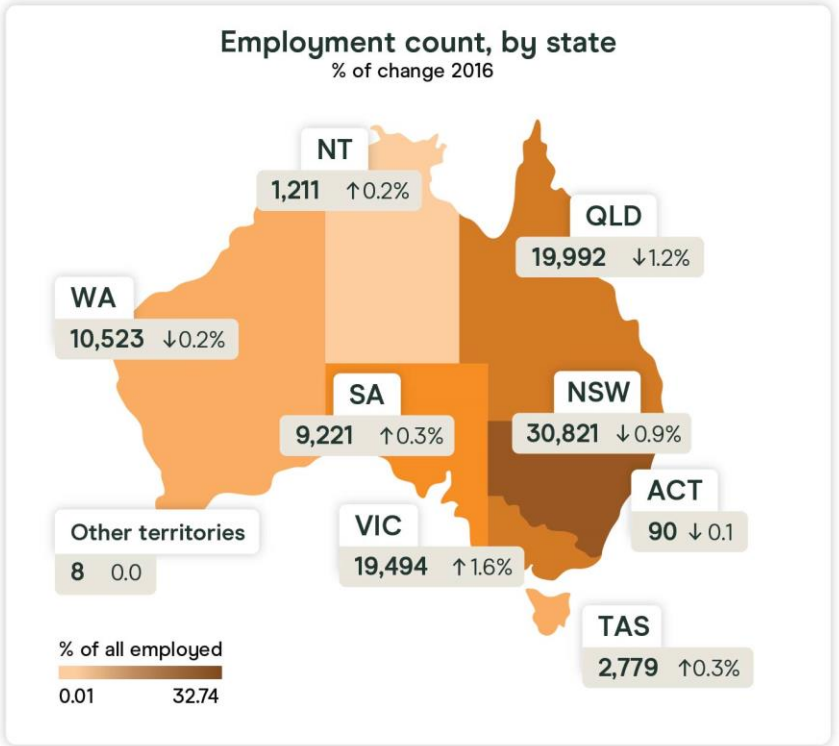 Employment count, by state
% of change 2016
NT
1,211 ↑0.2%
QLD
19,992 ↓1.2%
WA
10,523 ↓0.2%
SA
9,221 ↑0.3%
NSW
30,821 ↓0.9%
ACT
90 ↓0.1
Other territories
8 0.0
VIC
19,494 ↑1.6%
TAS
2,779 ↑0.3%
% of all employed
0.01 32.74